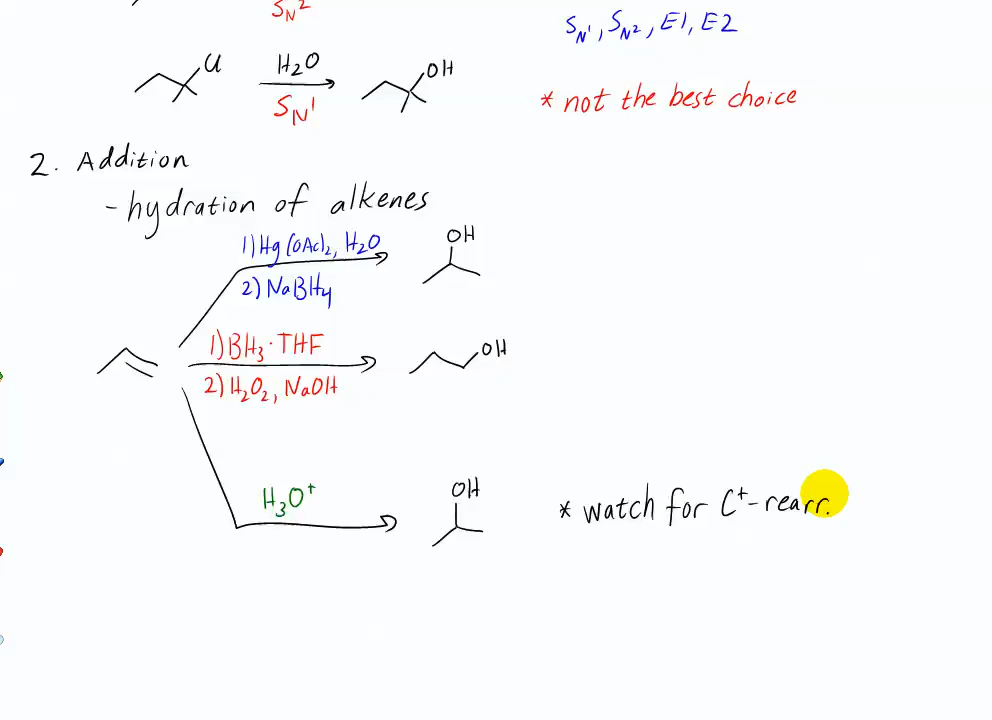 SN2
SN1, SN2, E1, E2
Cl H2O OH
SN1
* not the best choice
2. Addition
- hydration of alkenes
1) Hg(OAc)2, H2O OH
2) NaBH4
1) BH3·THF OH
2) H2O2, NaOH
H3O+ OH
* watch for C+-rearr.